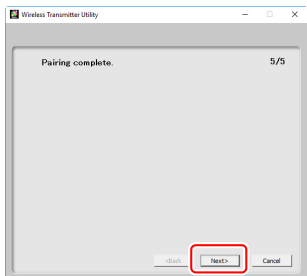 Wireless Transmitter Utility
Pairing complete. 5/5
<Back Next> Cancel